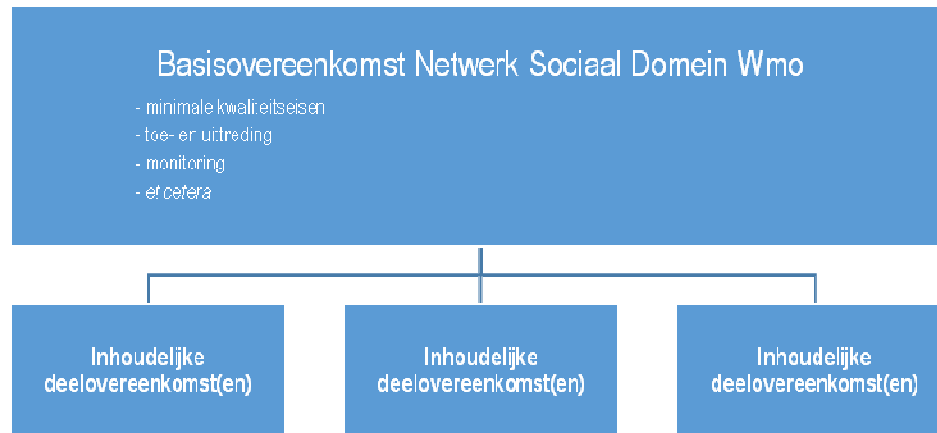 Basisovereenkomst Netwerk Sociaal Domein Wmo
- minimale kwaliteitseisen
- toe- en uittreding
- monitoring
- et cetera
Inhoudelijke
deelovereenkomst(en)
Inhoudelijke
deelovereenkomst(en)
Inhoudelijke
deelovereenkomst(en)